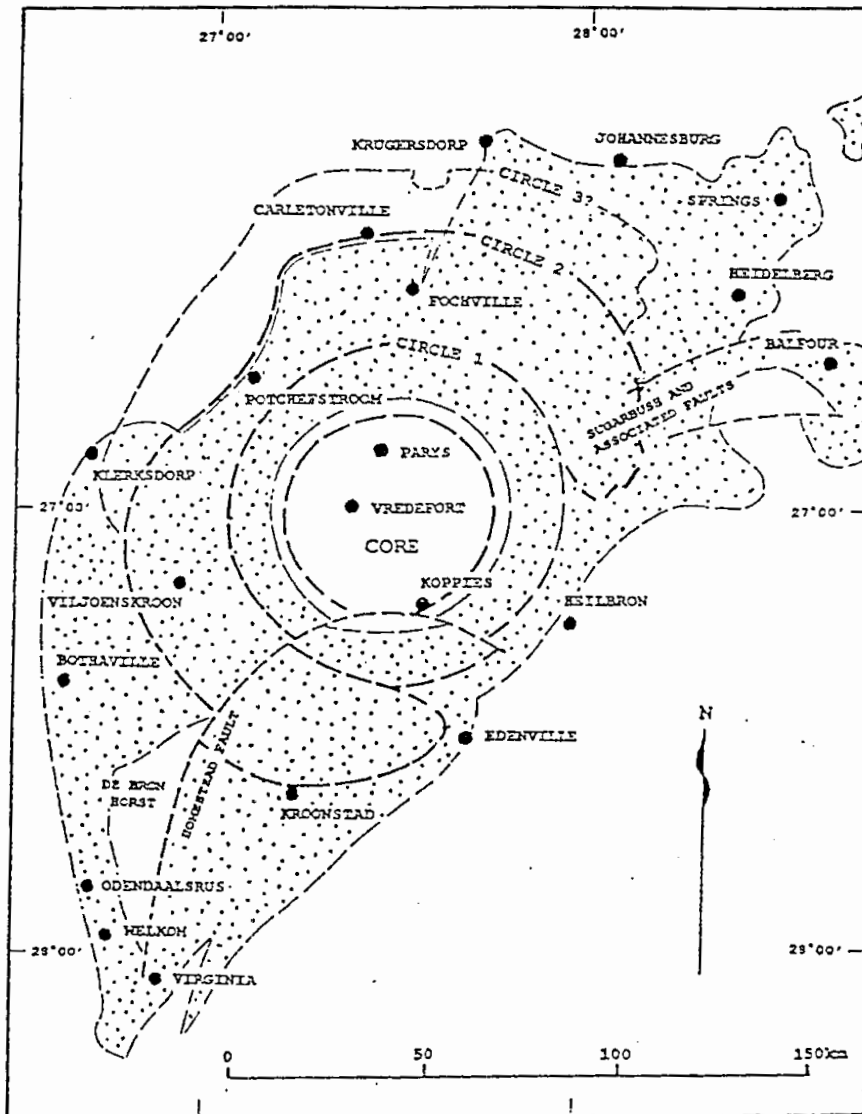 27°00'
28°00'
KRUGERSDORP
JOHANNESBURG
CIRCLE 3?
SPRINGS
CARLETONVILLE
CIRCLE 2
HEIDELBERG
FOCHVILLE
BALFOUR
CIRCLE 1
POTCHEFSTROOM
SUGARBUSH AND
ASSOCIATED FAULTS
PARYS
KLERKSDORP
27°00'
VREDEFORT
27°00'
CORE
KOPPIES
VILJOENSKROON
HEILBRON
BOTHAVILLE
N
EDENVILLE
HOMESTEAD FAULT
DE BRON
HORST
KROONSTAD
ODENDAALSRUS
WELKOM
28°00'
28°00'
VIRGINIA
0
50
100
150km